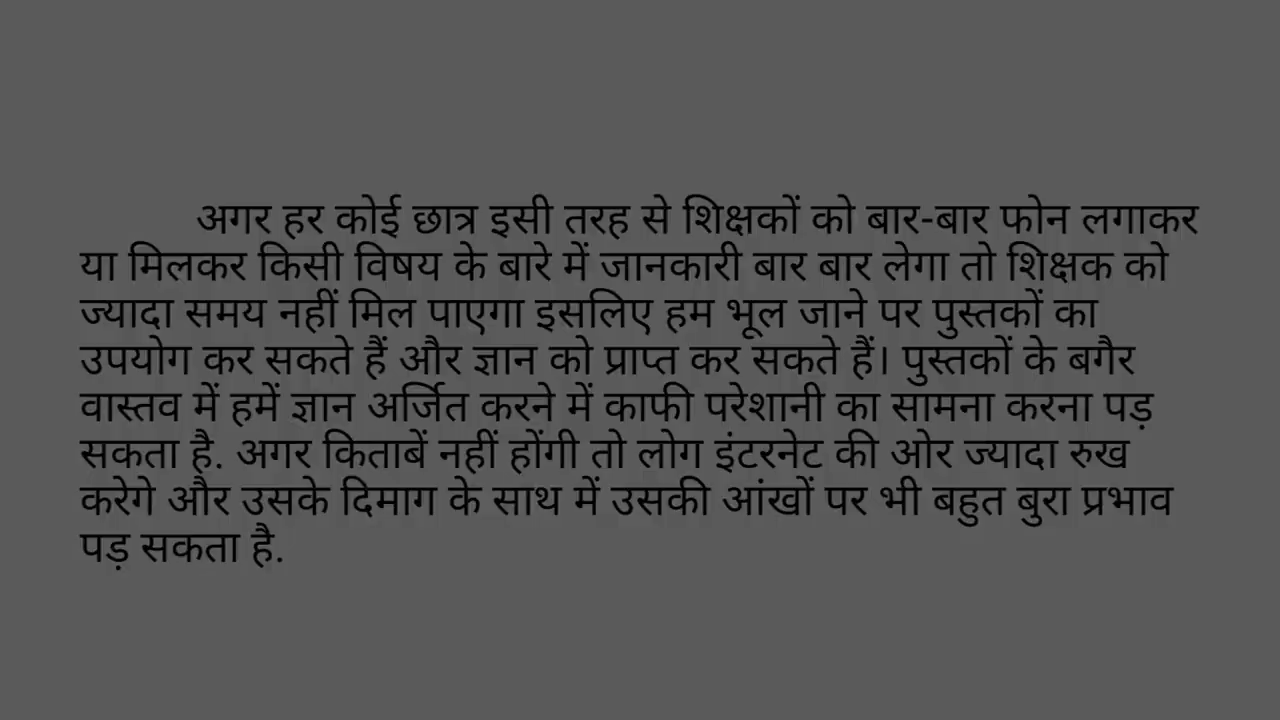 अगर हर कोई छात्र इसी तरह से शिक्षकों को बार-बार फोन लगाकर
या मिलकर किसी विषय के बारे में जानकारी बार बार लेगा तो शिक्षक को
ज्यादा समय नहीं मिल पाएगा इसलिए हम भूल जाने पर पुस्तकों का
उपयोग कर सकते हैं और ज्ञान को प्राप्त कर सकते हैं। पुस्तकों के बगैर
वास्तव में हमें ज्ञान अर्जित करने में काफी परेशानी का सामना करना पड़
सकता है. अगर किताबें नहीं होंगी तो लोग इंटरनेट की ओर ज्यादा रुख
करेगे और उसके दिमाग के साथ में उसकी आंखों पर भी बहुत बुरा प्रभाव
पड़ सकता है.